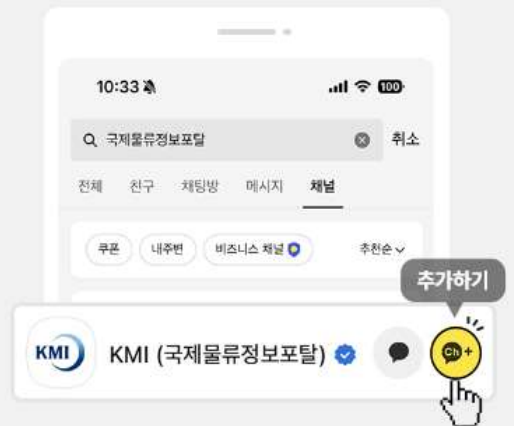 10:33 100
국제물류정보포탈 취소
전체 친구 채팅방 메시지 채널
쿠폰 내주변 비즈니스 채널 추천순
추가하기
KMI KMI (국제물류정보포탈) Ch+